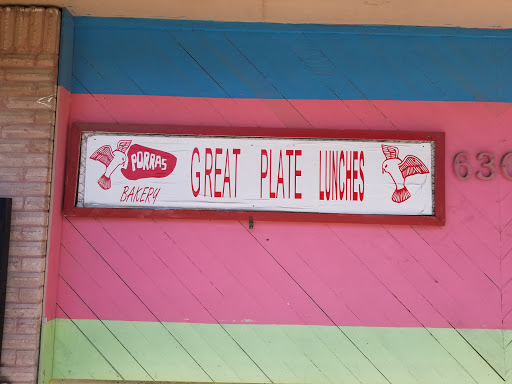 PORRAS
BAKERY
GREAT PLATE LUNCHES
630